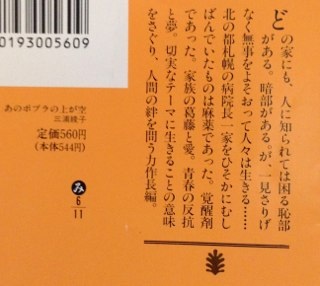 0193005609
あのポプラの上が空
三浦綾子
定価560円
(本体544円)
み
6
11
どの家にも、人に知られては困る恥部
がある。暗部がある。が、一見さりげ
なく無事をよそおって人々は生きる……
北の都札幌の病院長一家をひそかにむし
ばんでいたものは麻薬であった。覚醒剤
であった。家族の葛藤と愛。青春の反抗
と夢。切実なテーマに生きることの意味
をさぐり、人間の絆を問う力作長編。